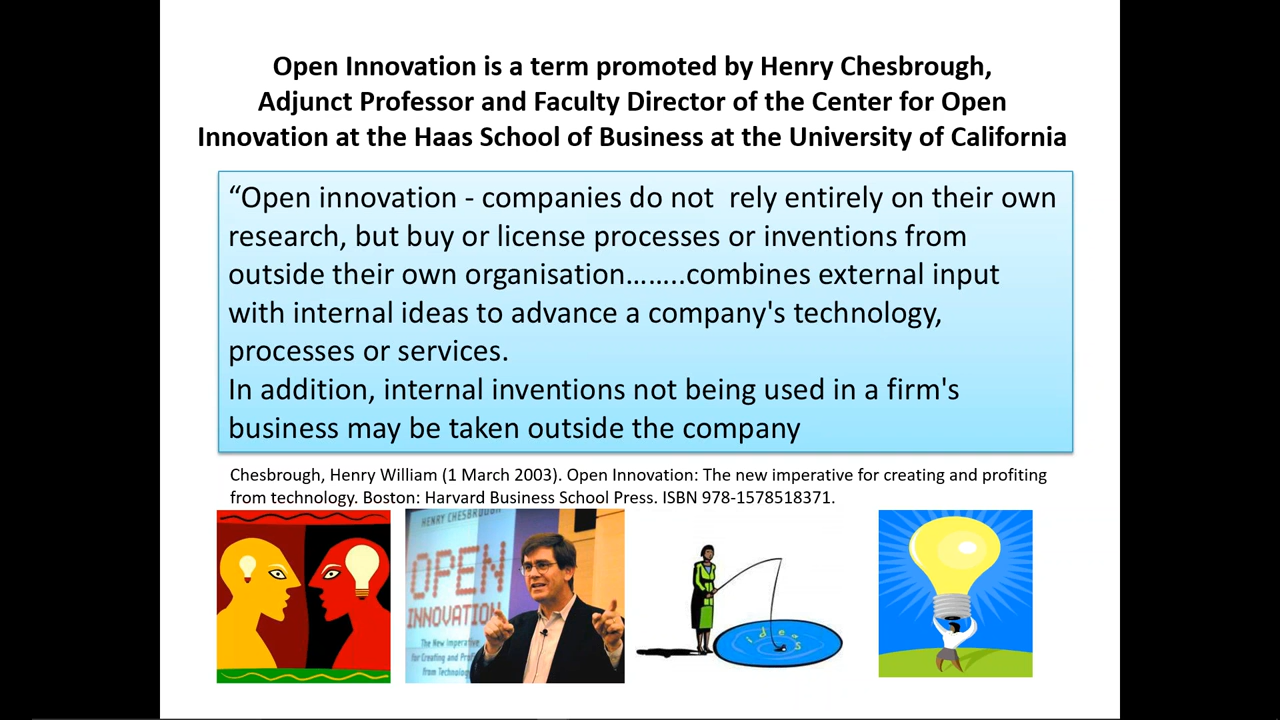 Open Innovation is a term promoted by Henry Chesbrough,
Adjunct Professor and Faculty Director of the Center for Open
Innovation at the Haas School of Business at the University of California
“Open innovation - companies do not  rely entirely on their own
research, but buy or license processes or inventions from
outside their own organisation……..combines external input
with internal ideas to advance a company's technology,
processes or services.
In addition, internal inventions not being used in a firm's
business may be taken outside the company
Chesbrough, Henry William (1 March 2003). Open Innovation: The new imperative for creating and profiting
from technology. Boston: Harvard Business School Press. ISBN 978-1578518371.
HENRY CHESBROUGH
OPEN
INNOVATION
The New Imperative
for Creating and
from Technology
ideas